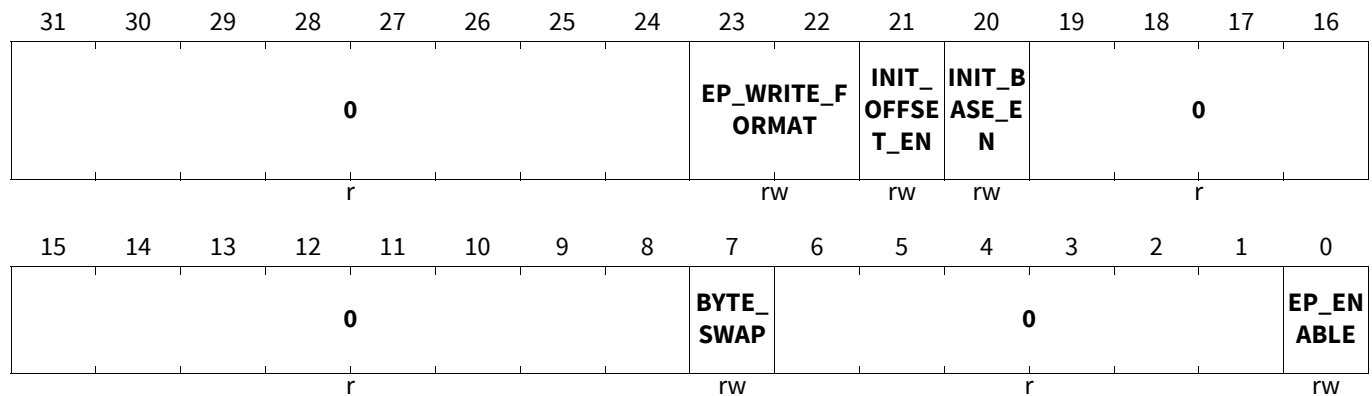 31 30 29 28 27 26 25 24 23 22 21 20 19 18 17 16
0 EP_WRITE_F
ORMAT INIT_
OFFSE
T_EN INIT_B
ASE_E
N 0
r rw rw rw r
15 14 13 12 11 10 9 8 7 6 5 4 3 2 1 0
0 BYTE_
SWAP 0 EP_EN
ABLE
r rw r rw